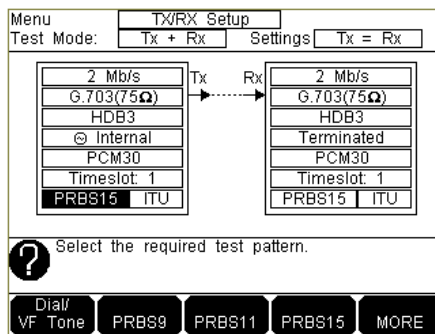 Menu TX/RX Setup
Test Mode: Tx + Rx Settings Tx = Rx
2 Mb/s Tx Rx 2 Mb/s
G.703(75Ω) G.703(75Ω)
HDB3 HDB3
Internal Terminated
PCM30 PCM30
Timeslot: 1 Timeslot: 1
PRBS15 ITU PRBS15 ITU
? Select the required test pattern.
Dial/
VF Tone PRBS9 PRBS11 PRBS15 MORE